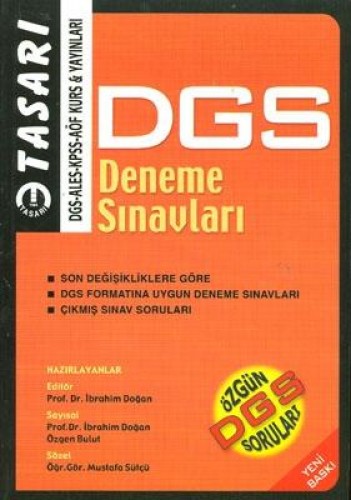 TASARI
DGS-ALES-KPSS-AÖF KURS & YAYINLARI
TASARI
DGS
Deneme
Sınavları
SON DEĞİŞİKLİKLERE GÖRE
DGS FORMATINA UYGUN DENEME SINAVLARI
ÇIKMIŞ SINAV SORULARI
HAZIRLAYANLAR
Editör
Prof. Dr. İbrahim Doğan
Sayısal
Prof.Dr. İbrahim Doğan
Özgen Bulut
Sözel
Öğr.Gör. Mustafa Sütçü
ÖZGÜN
DGS
SORULARI
YENİ
BASKI